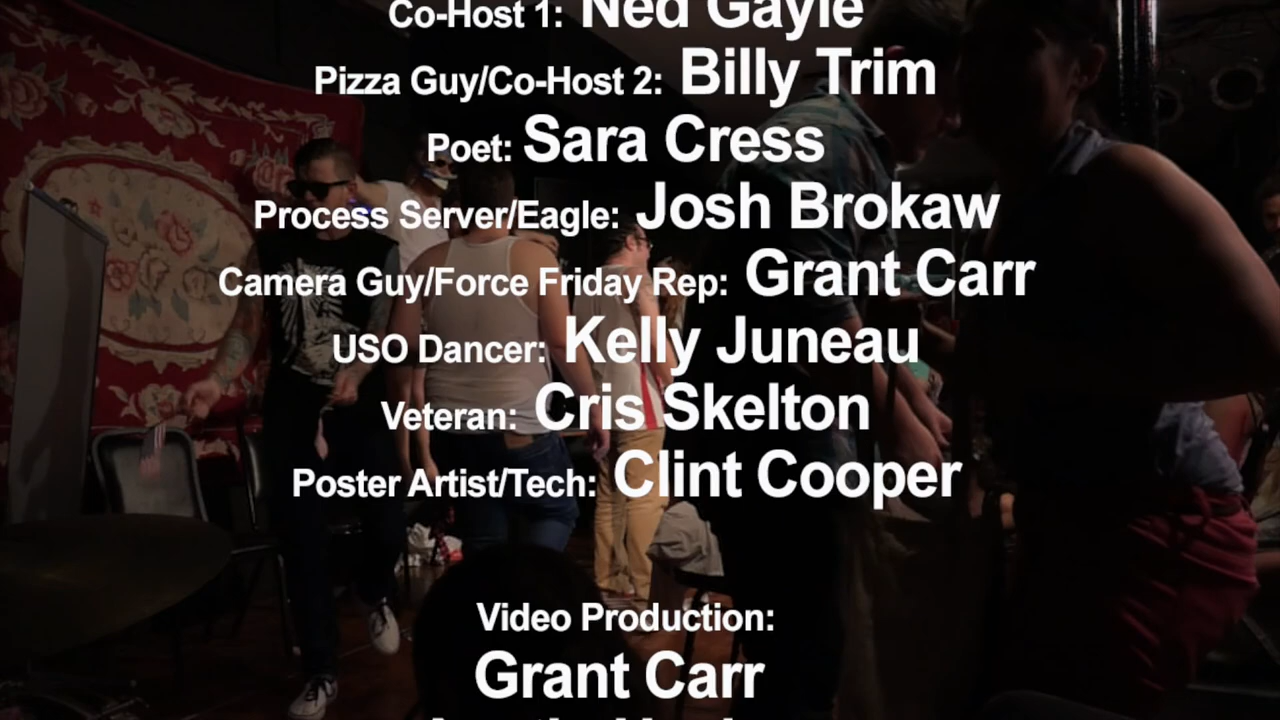 Co-Host 1: Ned Gayle
Pizza Guy/Co-Host 2: Billy Trim
Poet: Sara Cress
Process Server/Eagle: Josh Brokaw
Camera Guy/Force Friday Rep: Grant Carr
USO Dancer: Kelly Juneau
Veteran: Cris Skelton
Poster Artist/Tech: Clint Cooper
Video Production:
Grant Carr